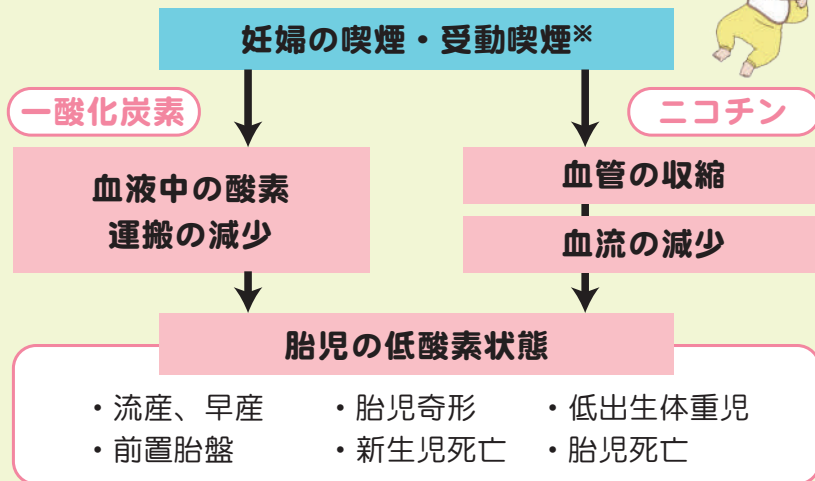 妊婦の喫煙・受動喫煙※
一酸化炭素
ニコチン
血液中の酸素
運搬の減少
血管の収縮
血流の減少
胎児の低酸素状態
・流産、早産 ・胎児奇形 ・低出生体重児
・前置胎盤 ・新生児死亡 ・胎児死亡